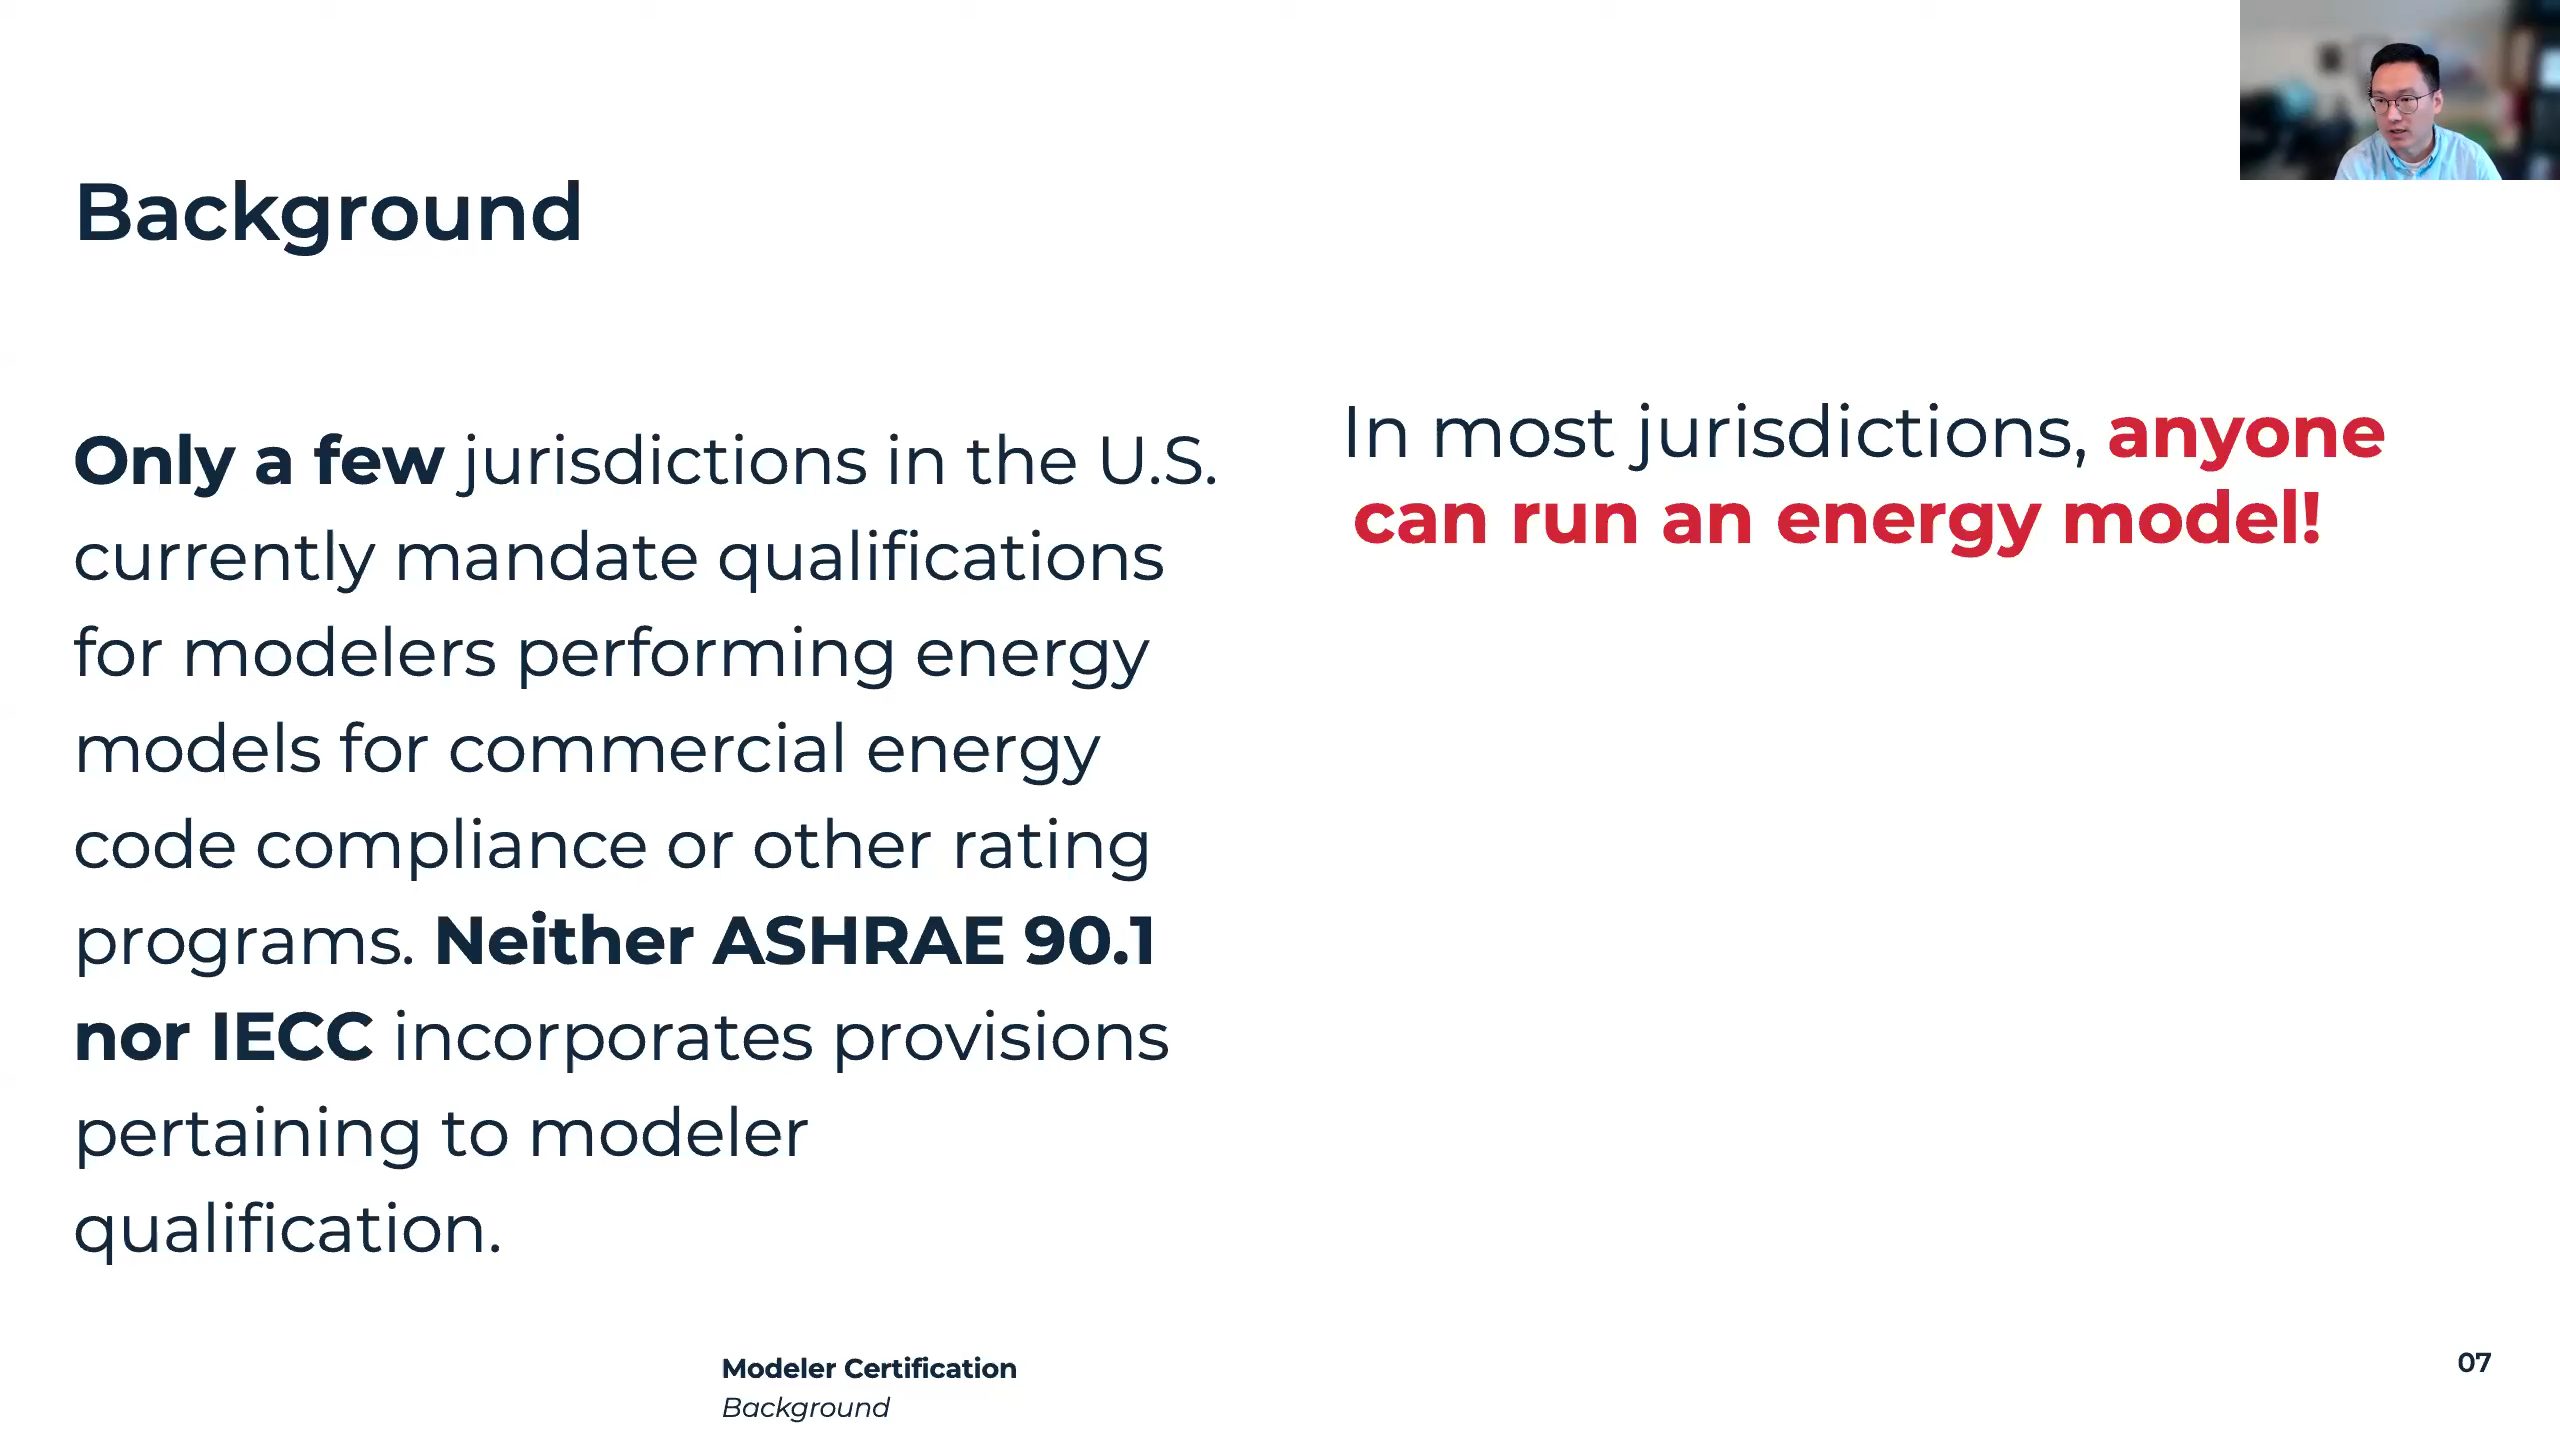 Background
Only a few jurisdictions in the U.S.
currently mandate qualifications
for modelers performing energy
models for commercial energy
code compliance or other rating
programs. Neither ASHRAE 90.1
nor IECC incorporates provisions
pertaining to modeler
qualification.
In most jurisdictions, anyone
can run an energy model!
Modeler Certification
Background
07